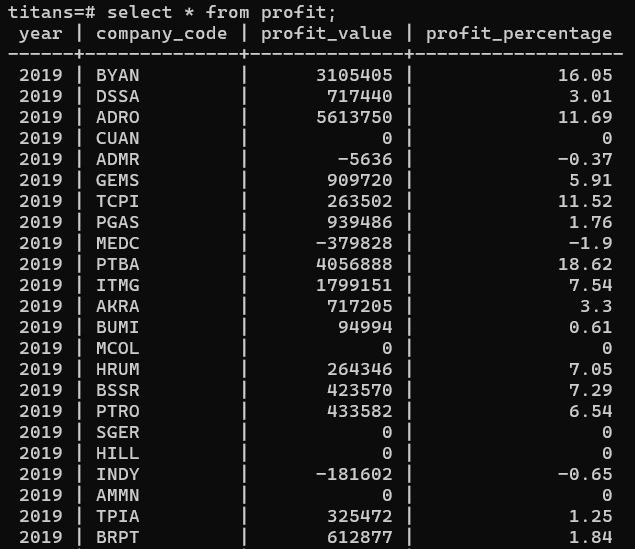 titans=# select * from profit;
 year | company_code | profit_value | profit_percentage
------+--------------+--------------+-------------------
 2019 | BYAN         |      3105405 |             16.05
 2019 | DSSA         |       717440 |              3.01
 2019 | ADRO         |      5613750 |             11.69
 2019 | CUAN         |            0 |                 0
 2019 | ADMR         |        -5636 |             -0.37
 2019 | GEMS         |       909720 |              5.91
 2019 | TCPI         |       263502 |             11.52
 2019 | PGAS         |       939486 |              1.76
 2019 | MEDC         |      -379828 |              -1.9
 2019 | PTBA         |      4056888 |             18.62
 2019 | ITMG         |      1799151 |              7.54
 2019 | AKRA         |       717205 |               3.3
 2019 | BUMI         |        94994 |              0.61
 2019 | MCOL         |            0 |                 0
 2019 | HRUM         |       264346 |              7.05
 2019 | BSSR         |       423570 |              7.29
 2019 | PTRO         |       433582 |              6.54
 2019 | SGER         |            0 |                 0
 2019 | HILL         |            0 |                 0
 2019 | INDY         |      -181602 |             -0.65
 2019 | AMMN         |            0 |                 0
 2019 | TPIA         |       325472 |              1.25
 2019 | BRPT         |       612877 |              1.84